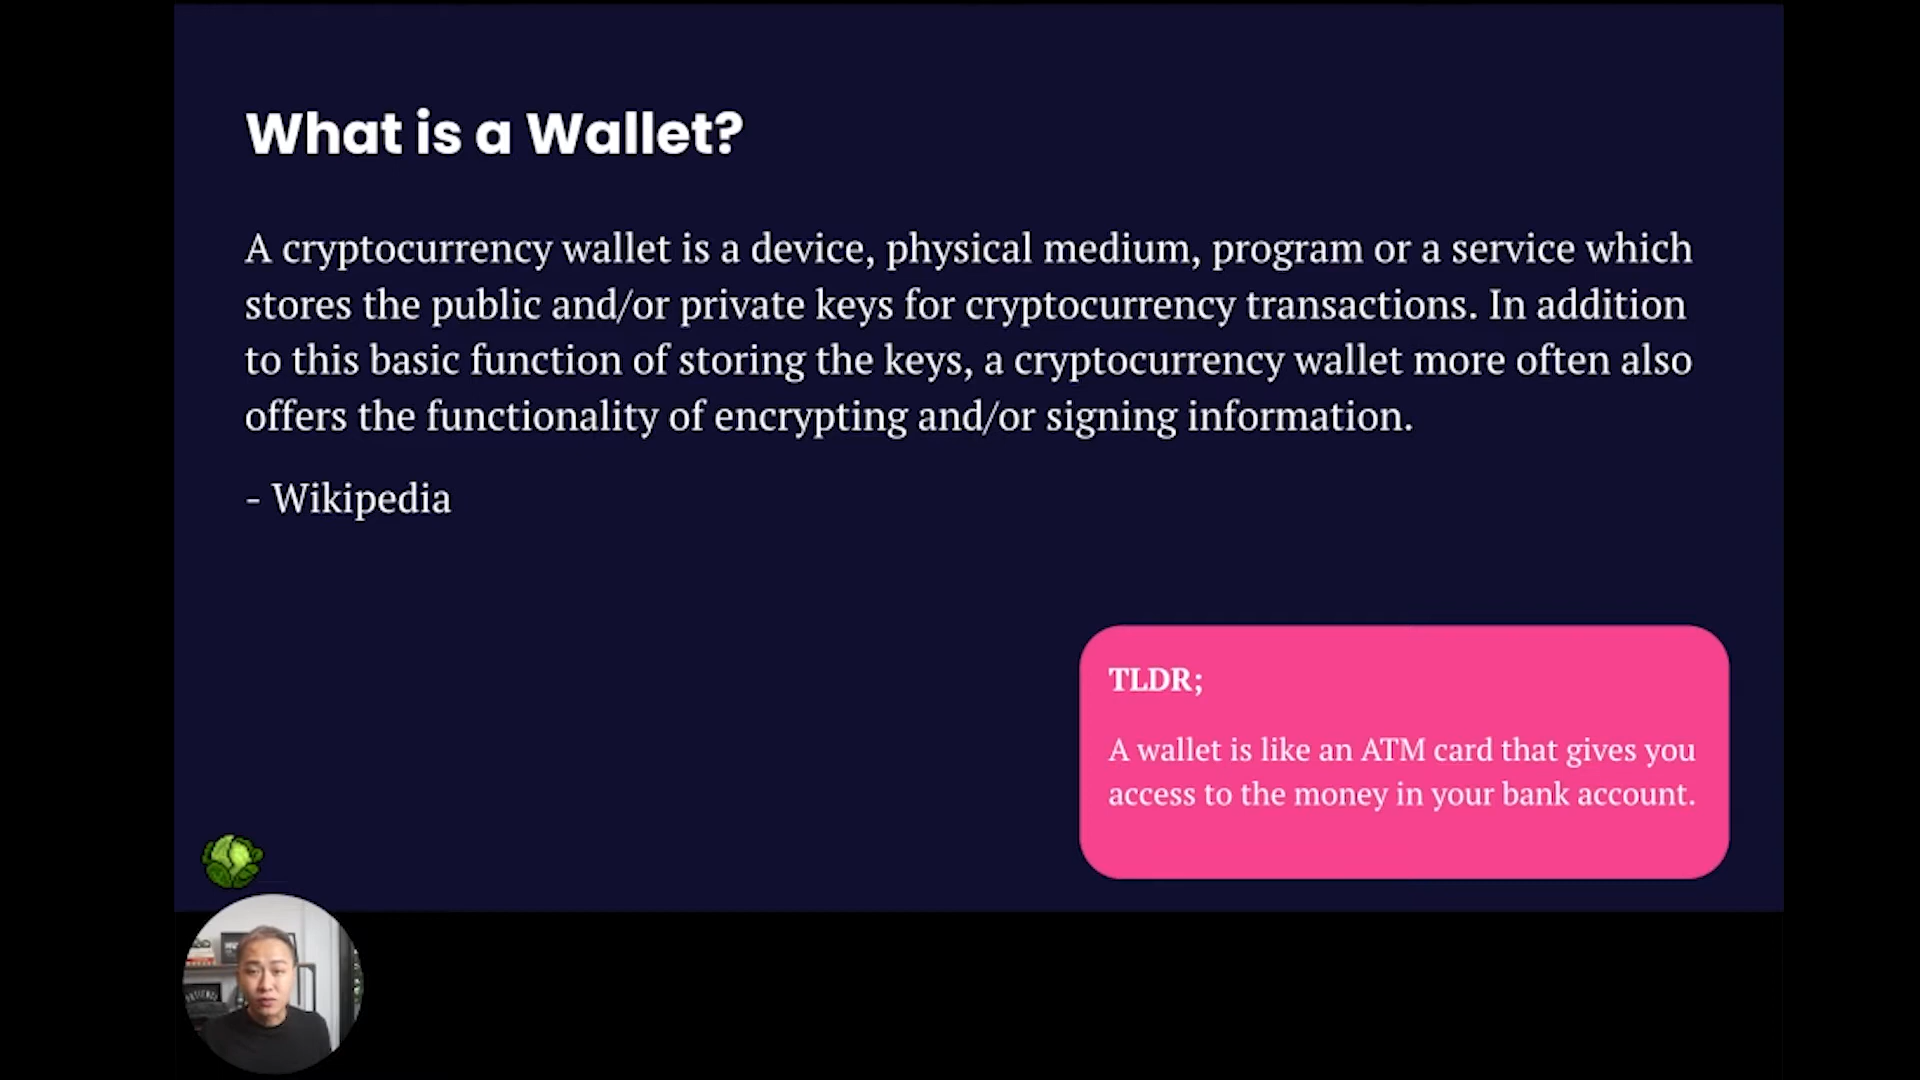 What is a Wallet?
A cryptocurrency wallet is a device, physical medium, program or a service which
stores the public and/or private keys for cryptocurrency transactions. In addition
to this basic function of storing the keys, a cryptocurrency wallet more often also
offers the functionality of encrypting and/or signing information.
- Wikipedia
TLDR;
A wallet is like an ATM card that gives you
access to the money in your bank account.